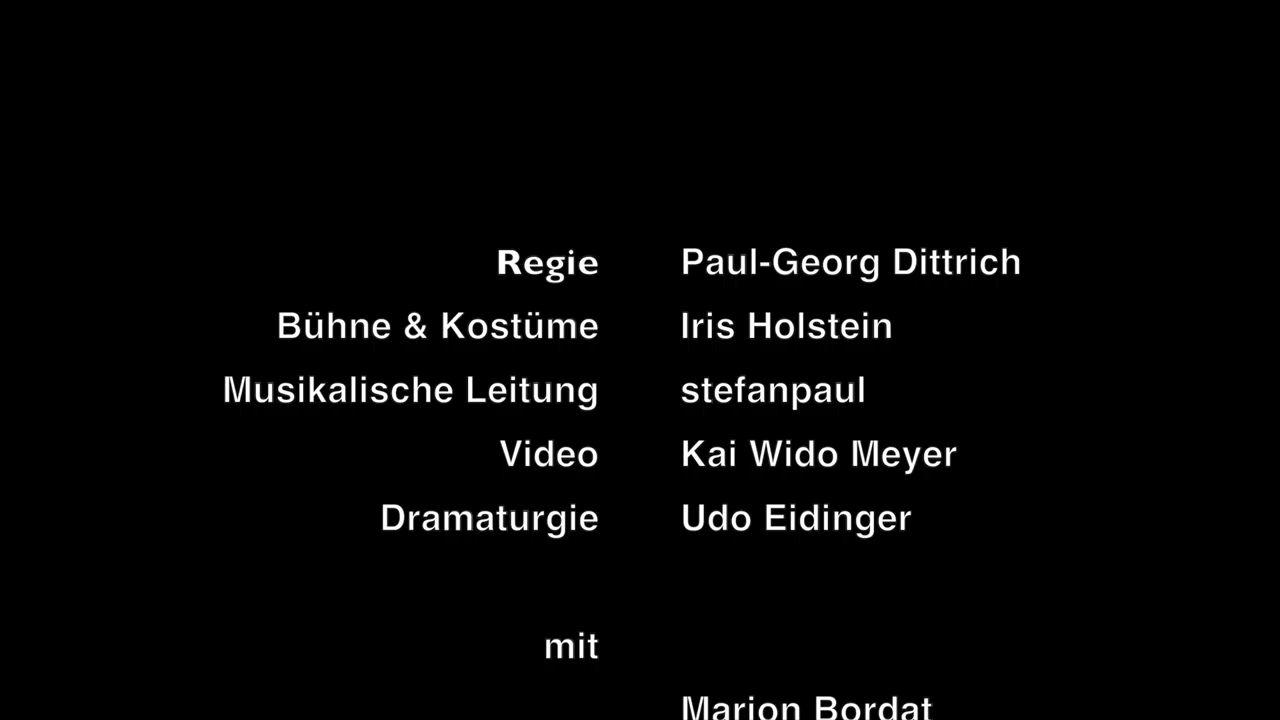 Regie Paul-Georg Dittrich
Bühne & Kostüme Iris Holstein
Musikalische Leitung stefanpaul
Video Kai Wido Meyer
Dramaturgie Udo Eidinger
mit
Marion Bordat